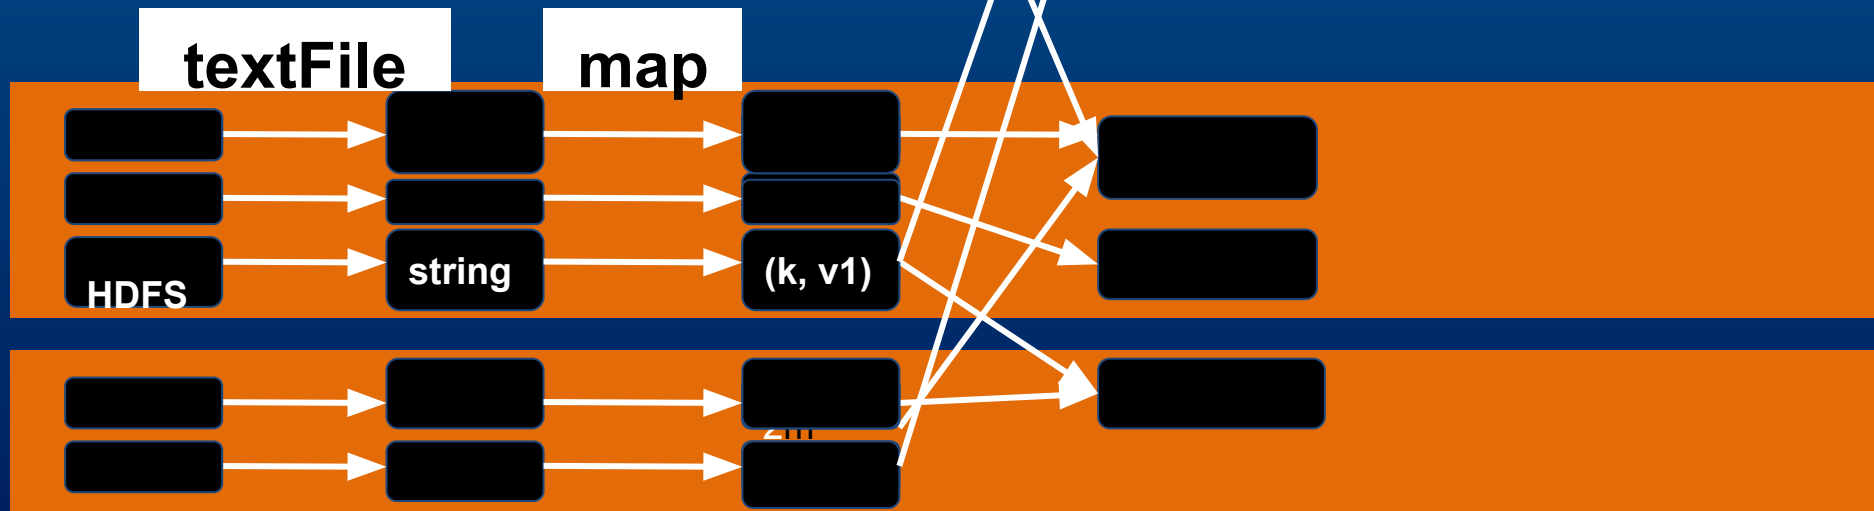 textFile map
HDFS string (k, v1)